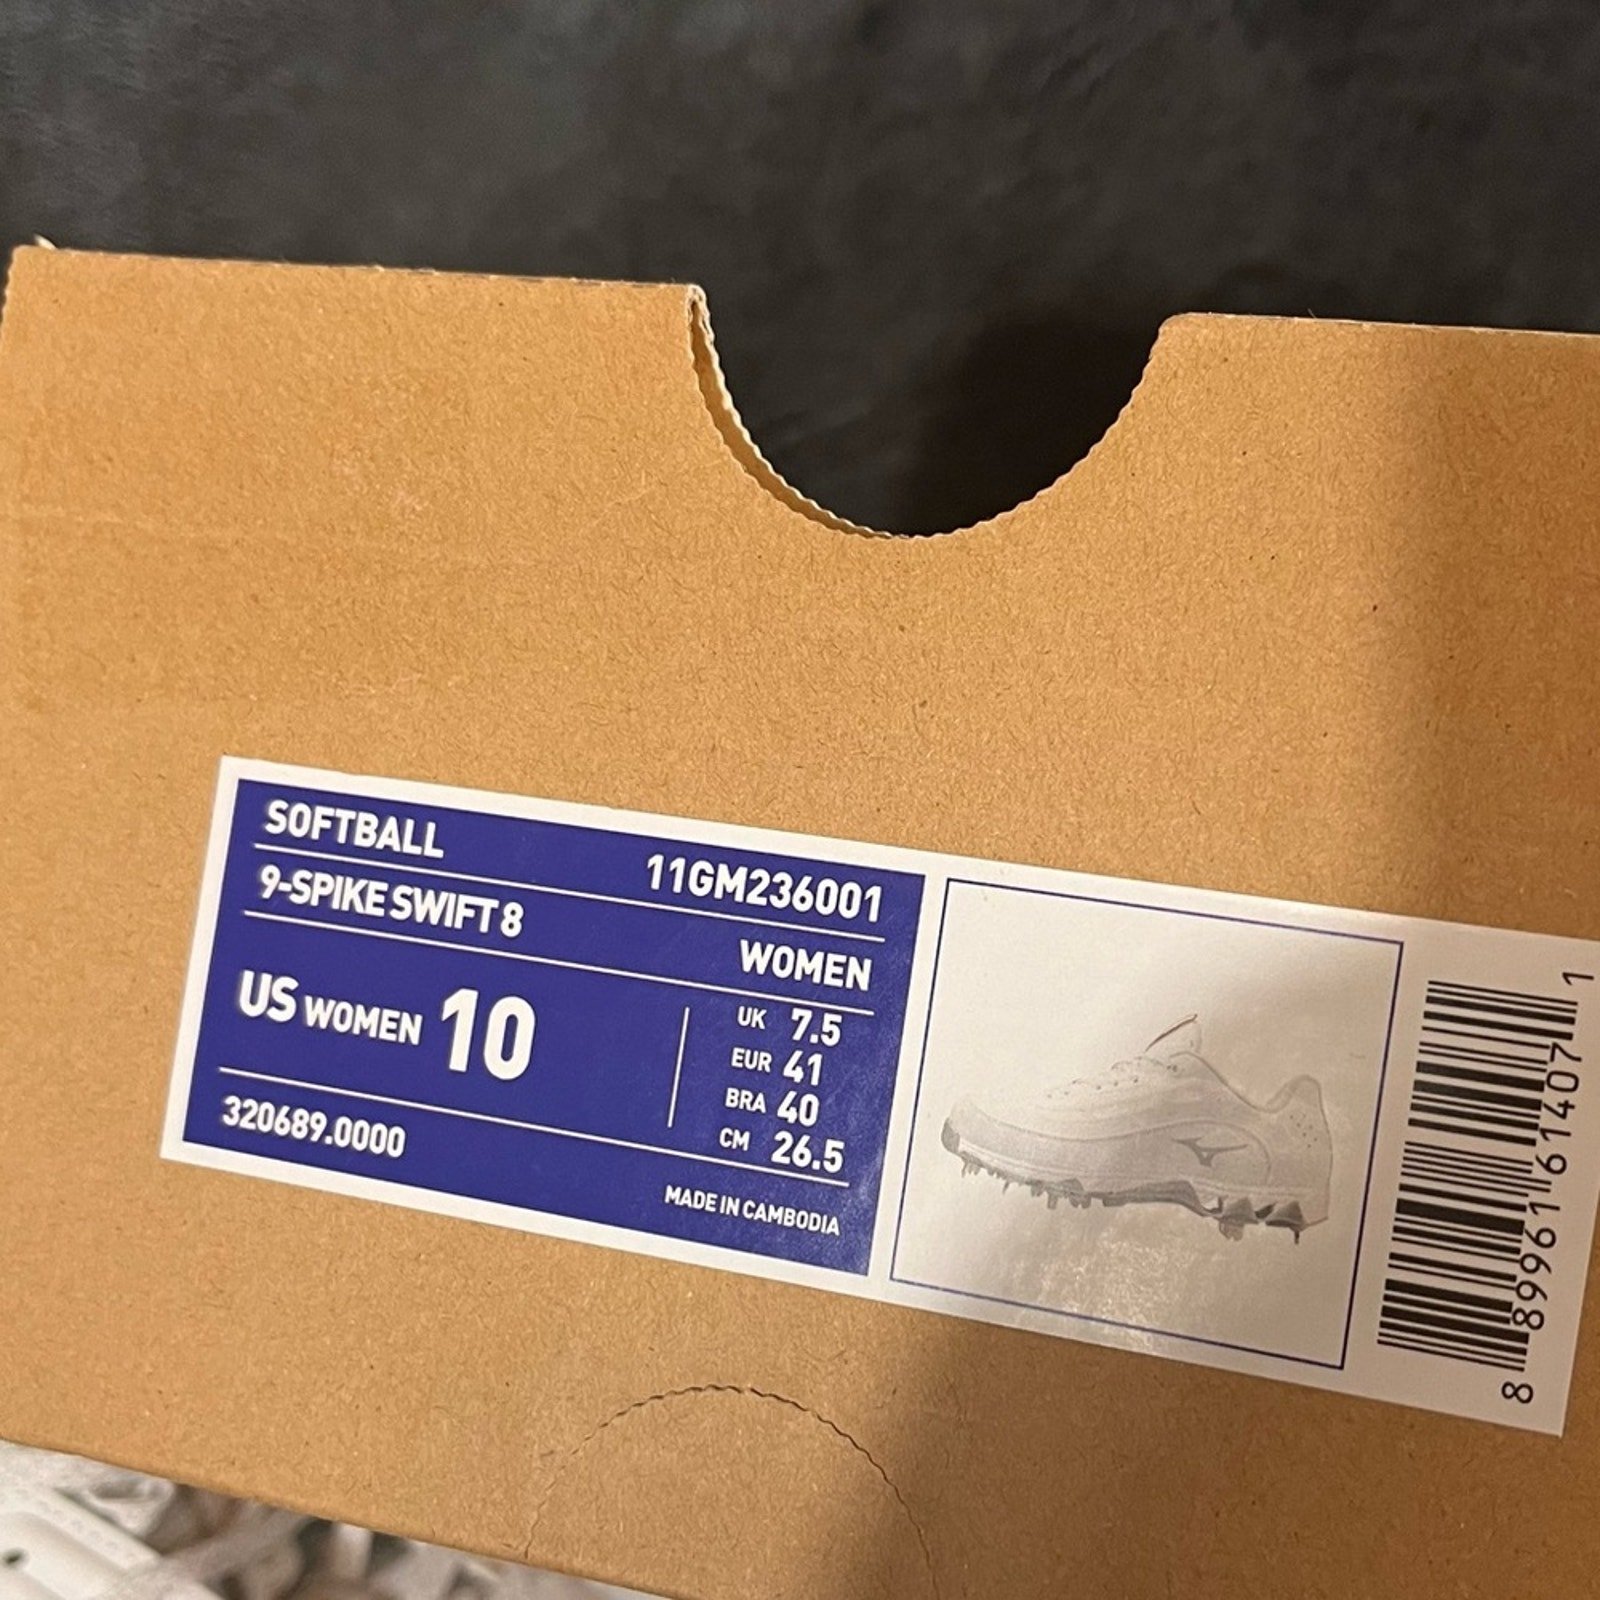 SOFTBALL
11GM236001
9-SPIKE SWIFT 8
WOMEN
US WOMEN 10
UK 7.5
EUR 41
BRA 40
CM 26.5
320689.0000
MADE IN CAMBODIA
8 89961 61407 1